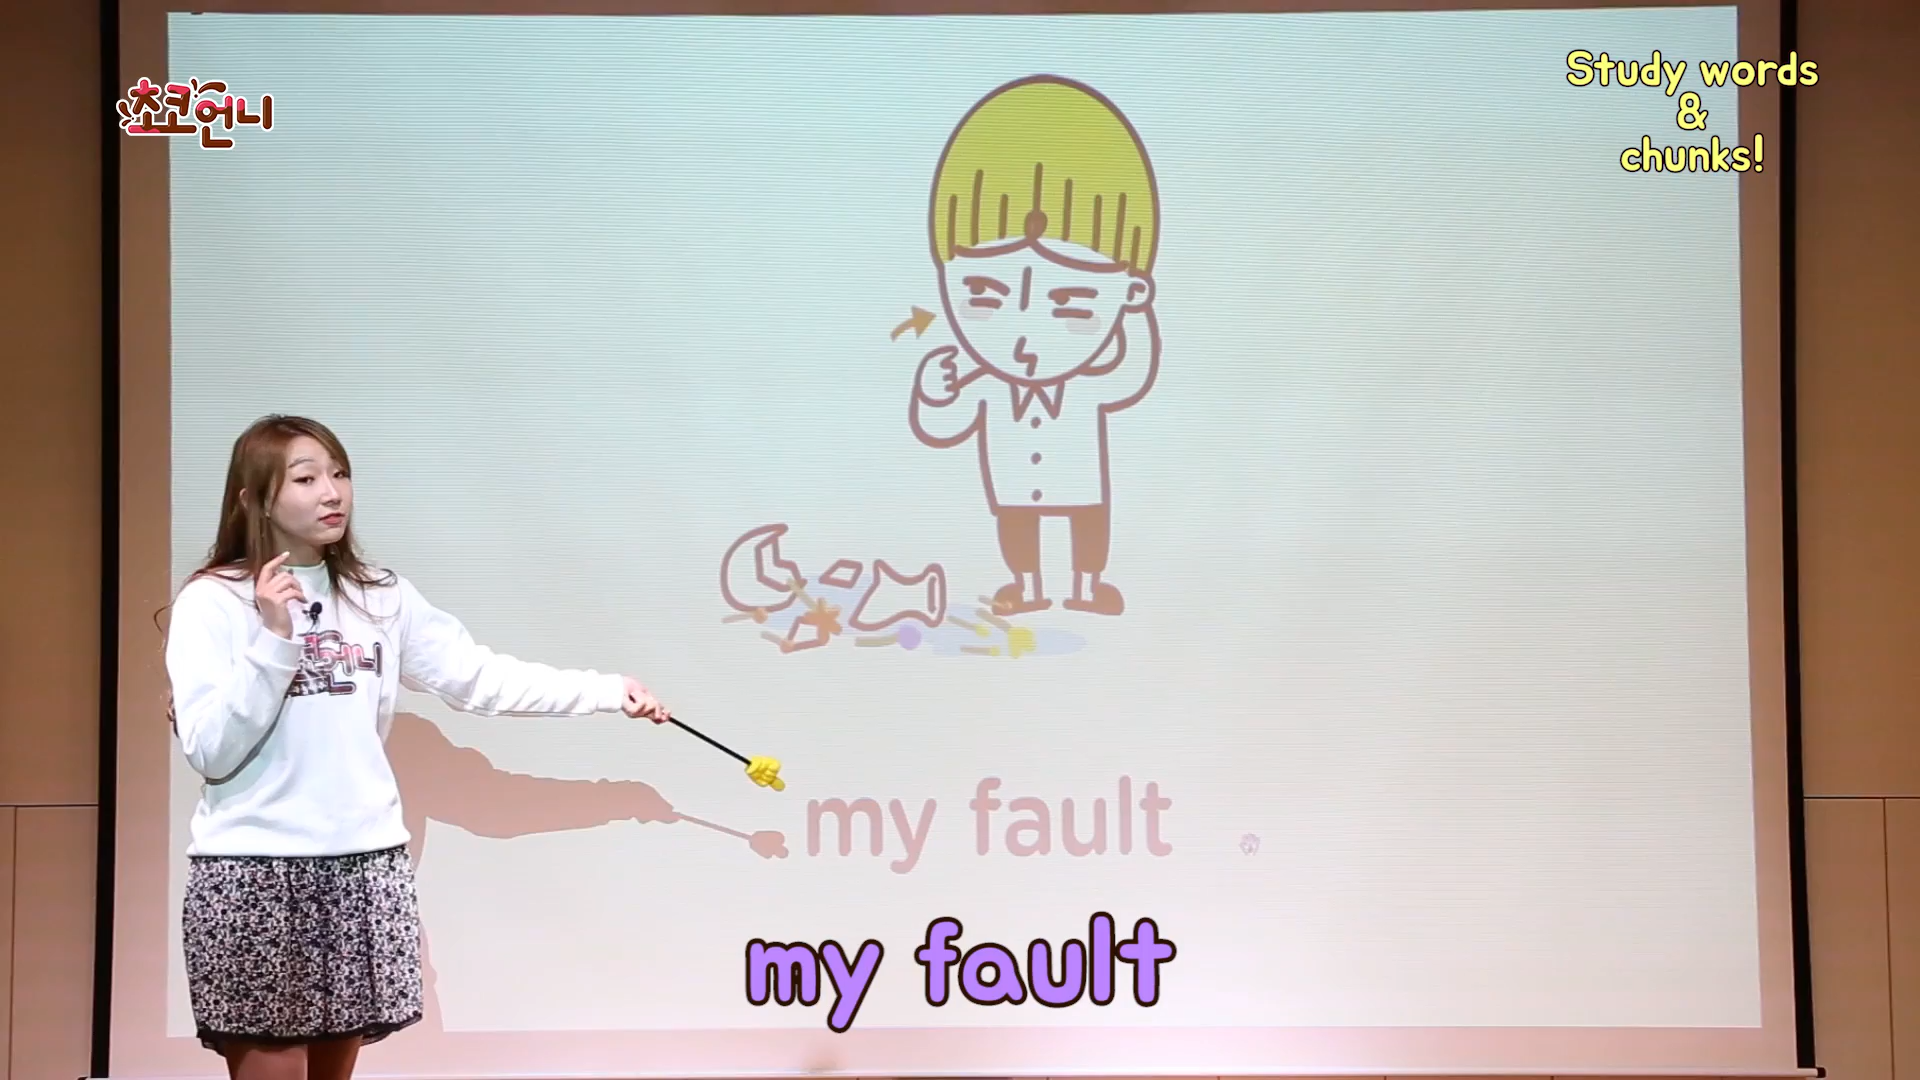 초코언니
Study words
&
chunks!
my fault
my fault